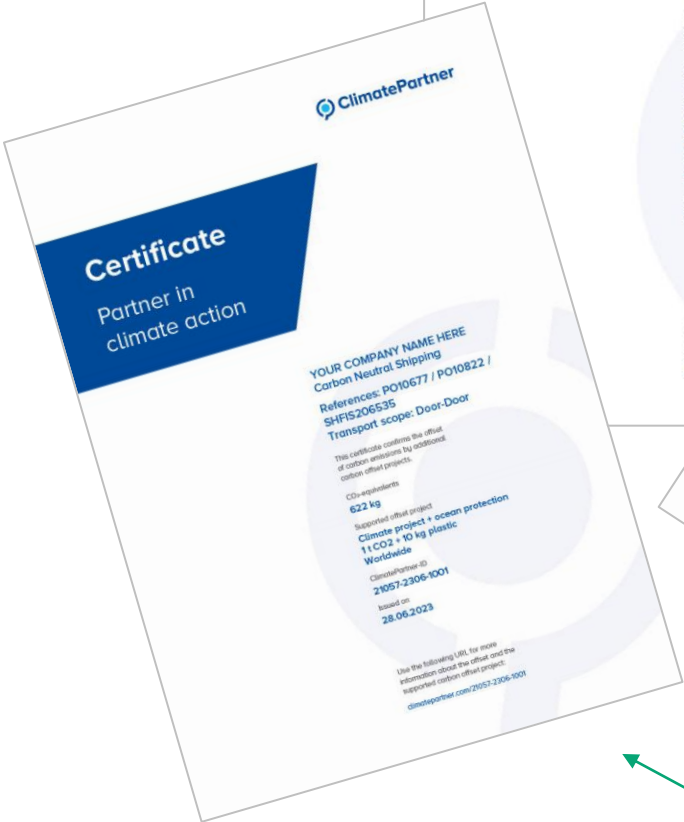 ClimatePartner
Certificate
Partner in
climate action
YOUR COMPANY NAME HERE
Carbon Neutral Shipping
References: PO10677 / PO10822 /
SHFIS206535
Transport scope: Door-Door
This certificate confirms the offset
of carbon emissions by additional
carbon offset projects.
CO₂-equivalents
622 kg
Supported offset project
Climate project + ocean protection
1 t CO2 + 10 kg plastic
Worldwide
ClimatePartner-ID
21057-2306-1001
Issued on
28.06.2023
Use the following URL for more
information about the offset and the
supported carbon offset project:
climatepartner.com/21057-2306-1001